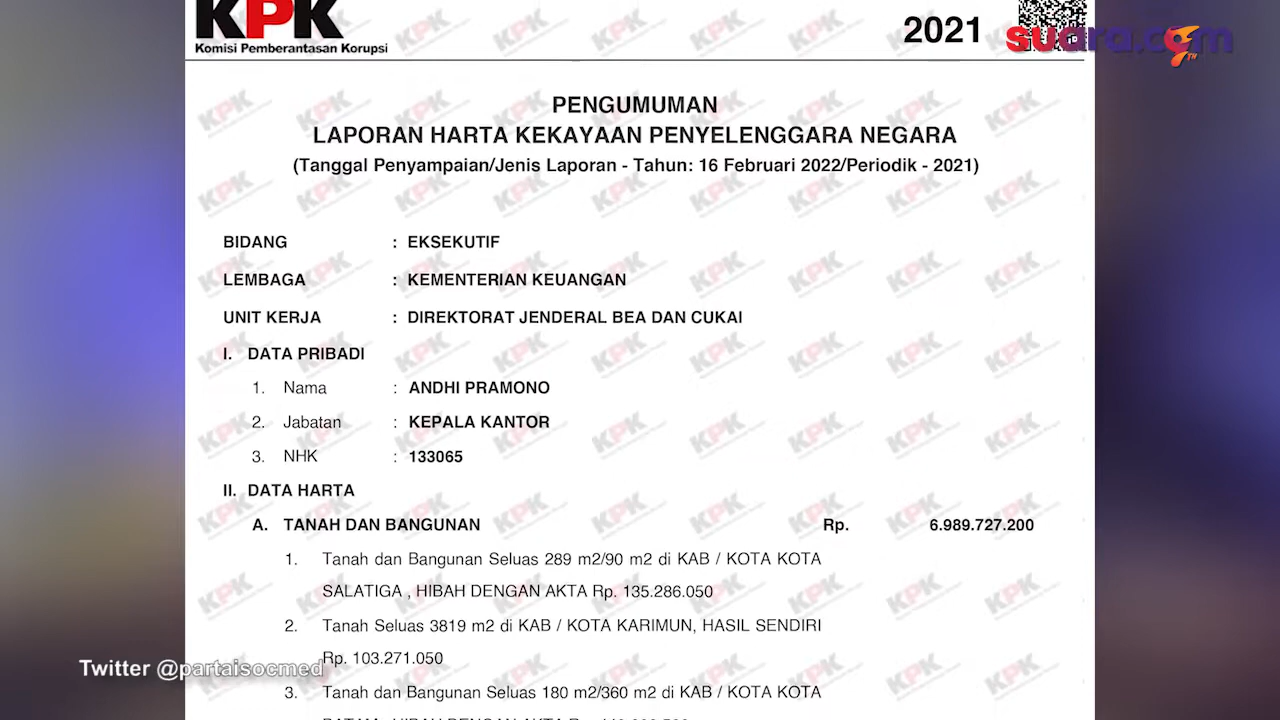 KPK
Komisi Pemberantasan Korupsi
2021
suara.com
9TH
PENGUMUMAN
LAPORAN HARTA KEKAYAAN PENYELENGGARA NEGARA
(Tanggal Penyampaian/Jenis Laporan - Tahun: 16 Februari 2022/Periodik - 2021)
BIDANG : EKSEKUTIF
LEMBAGA : KEMENTERIAN KEUANGAN
UNIT KERJA : DIREKTORAT JENDERAL BEA DAN CUKAI
I. DATA PRIBADI
1. Nama : ANDHI PRAMONO
2. Jabatan : KEPALA KANTOR
3. NHK : 133065
II. DATA HARTA
A. TANAH DAN BANGUNAN Rp. 6.989.727.200
1. Tanah dan Bangunan Seluas 289 m2/90 m2 di KAB / KOTA KOTA
SALATIGA , HIBAH DENGAN AKTA Rp. 135.286.050
2. Tanah Seluas 3819 m2 di KAB / KOTA KARIMUN, HASIL SENDIRI
Rp. 103.271.050
Twitter @partaisocmed
3. Tanah dan Bangunan Seluas 180 m2/360 m2 di KAB / KOTA KOTA